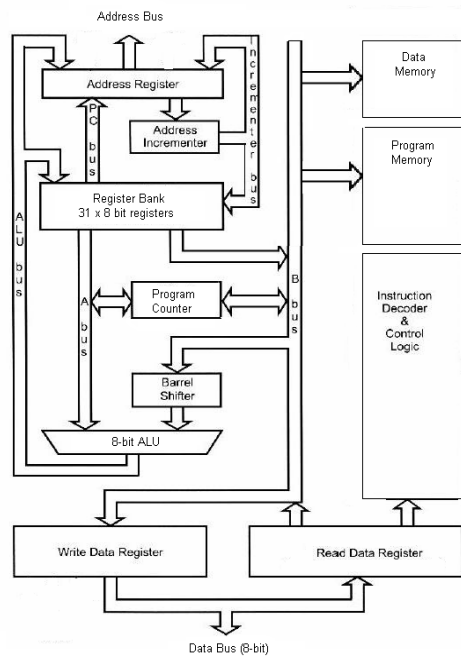 Address Bus
Address Register
Data
Memory
Incrementer bus
PC bus
Address
Incrementer
Program
Memory
Register Bank
31 x 8 bit registers
ALU bus
A bus
B bus
Program
Counter
Instruction
Decoder
&
Control
Logic
Barrel
Shifter
8-bit ALU
Write Data Register
Read Data Register
Data Bus (8-bit)